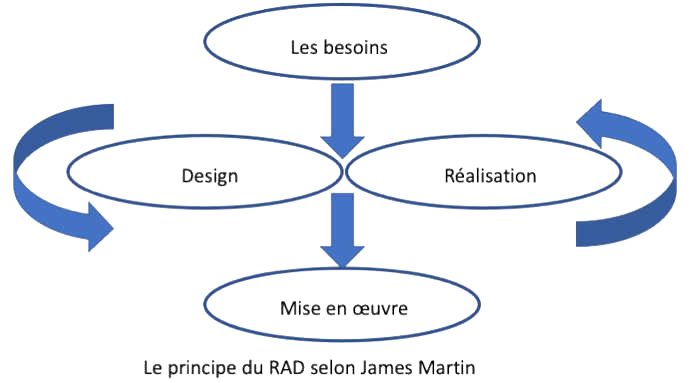 Les besoins
Design
Réalisation
Mise en œuvre
Le principe du RAD selon James Martin